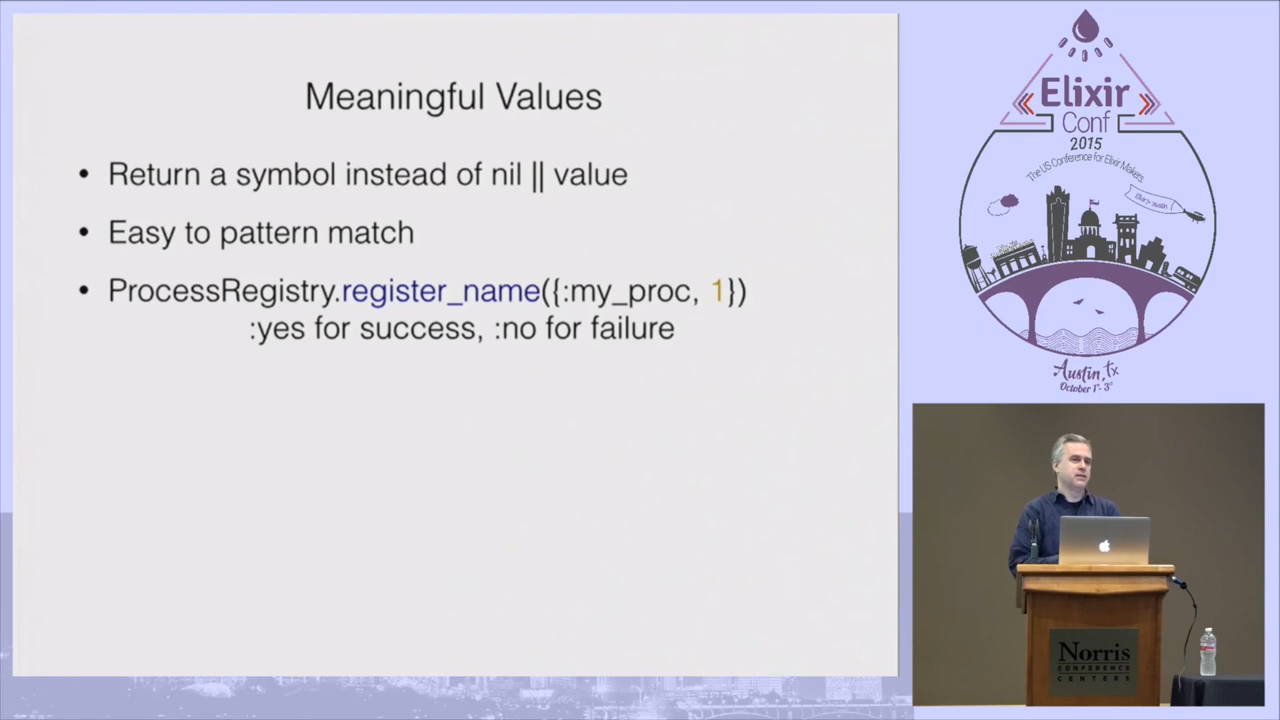 Meaningful Values
• Return a symbol instead of nil || value
• Easy to pattern match
• ProcessRegistry.register_name({:my_proc, 1})
:yes for success, :no for failure
Elixir
Conf
2015
The US Conference for Elixir Makers
Austin, tx
October 1st - 3rd
Norris
CONFERENCE
CENTERS